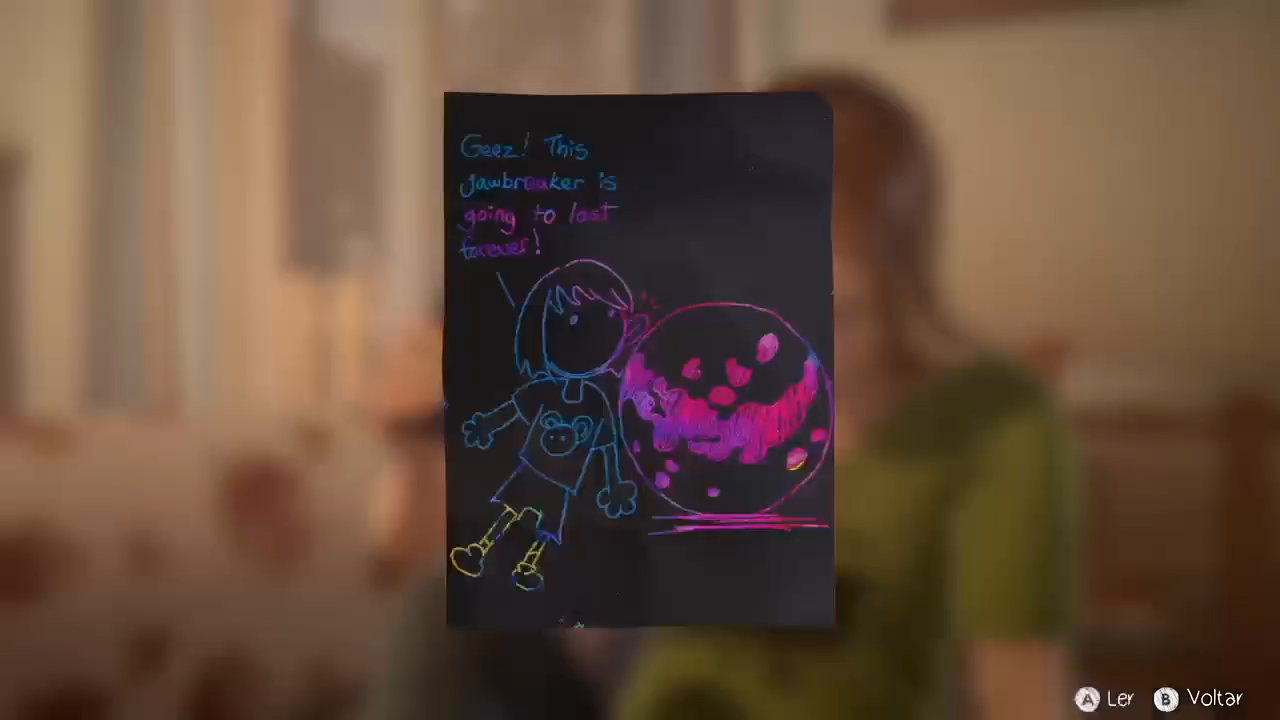 Geez! This
jawbreaker is
going to last
forever!
A Ler B Voltar